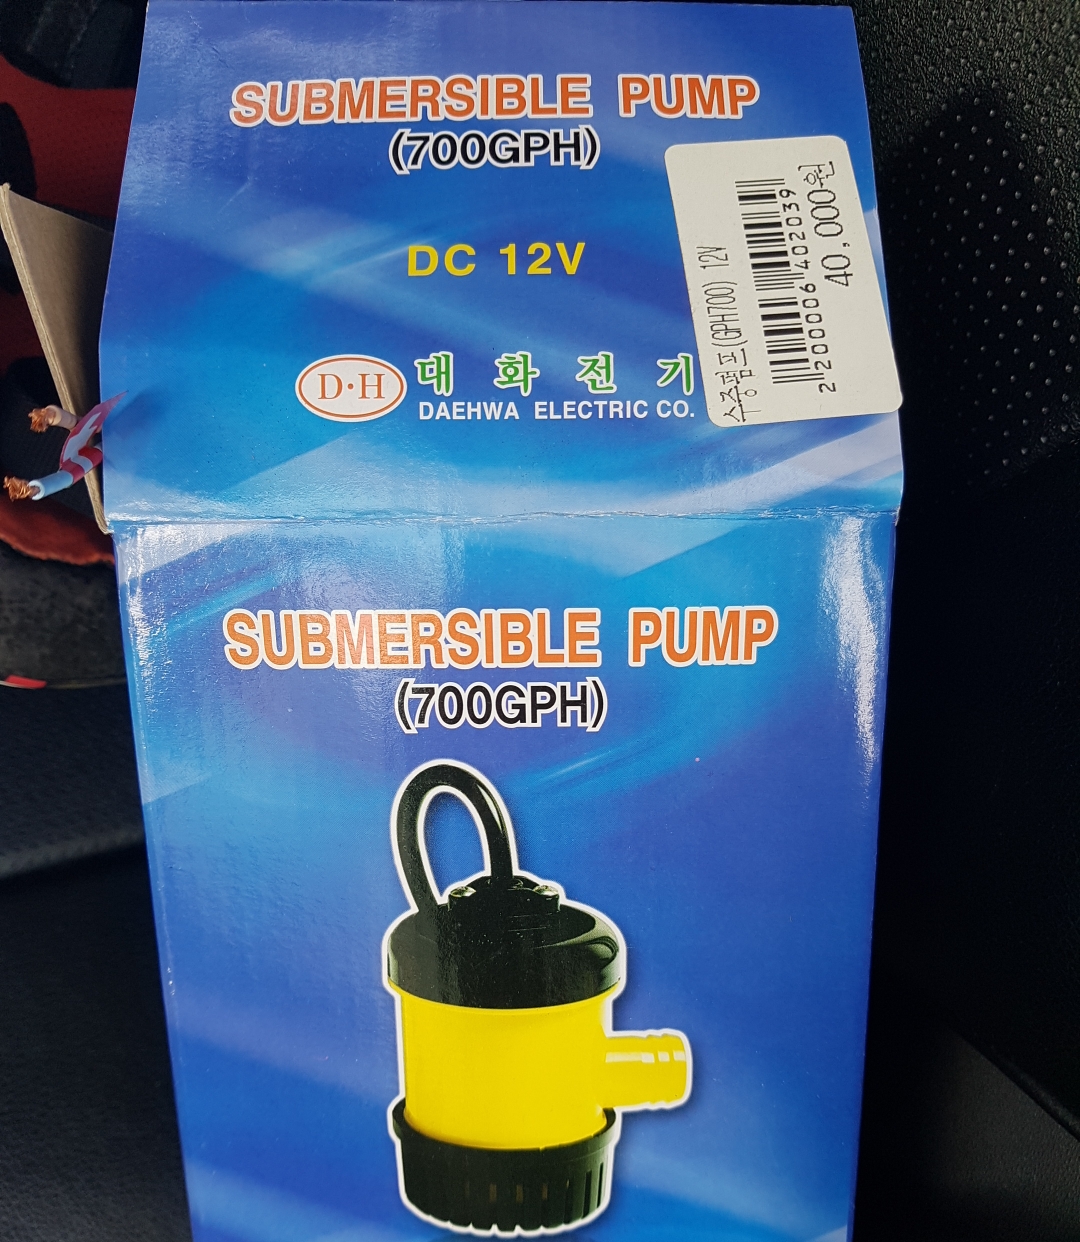 SUBMERSIBLE PUMP
(700GPH)
DC 12V
D·H 대화전기
DAEHWA ELECTRIC CO.
수중펌프(GPH700) 12V
2200006402039
40,000원
SUBMERSIBLE PUMP
(700GPH)